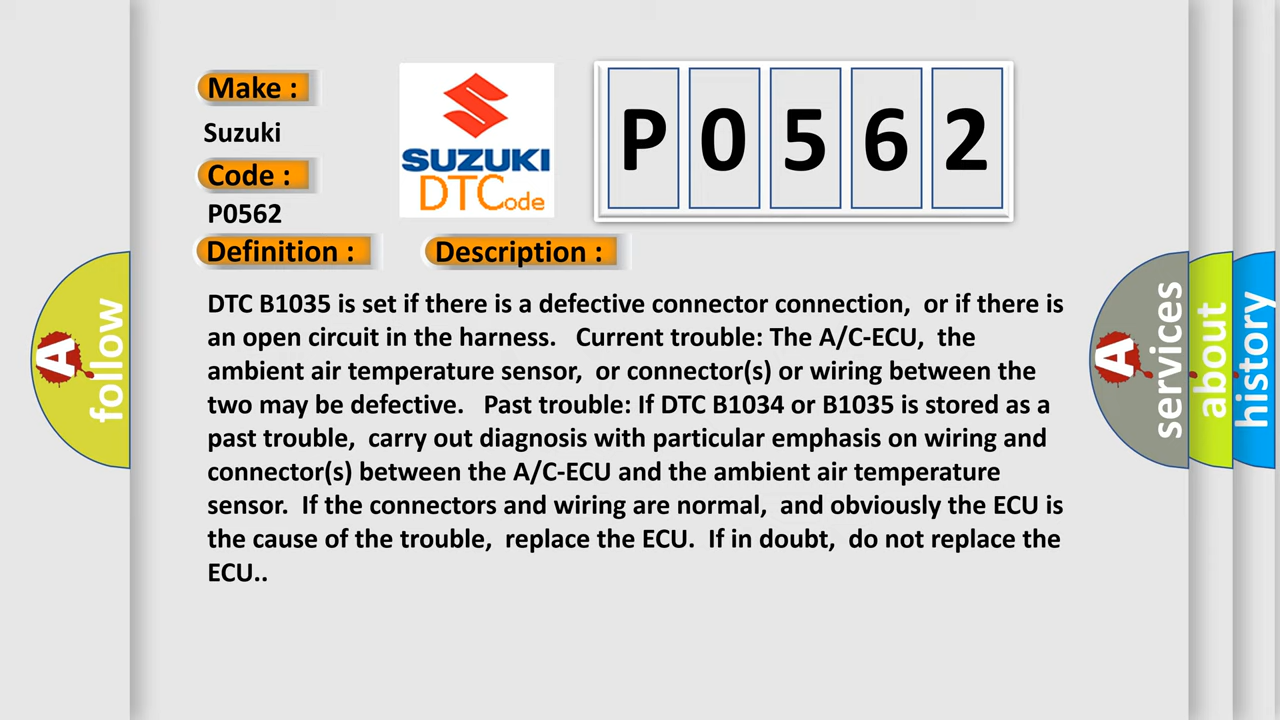 Make :
Suzuki
Code :
P0562
SUZUKI
DTCode
P0562
Definition :
Description :
DTC B1035 is set if there is a defective connector connection, or if there is
an open circuit in the harness. Current trouble: The A/C-ECU, the
ambient air temperature sensor, or connector(s) or wiring between the
two may be defective. Past trouble: If DTC B1034 or B1035 is stored as a
past trouble, carry out diagnosis with particular emphasis on wiring and
connector(s) between the A/C-ECU and the ambient air temperature
sensor. If the connectors and wiring are normal, and obviously the ECU is
the cause of the trouble, replace the ECU. If in doubt, do not replace the
ECU..
A
follow
A
services
about
history